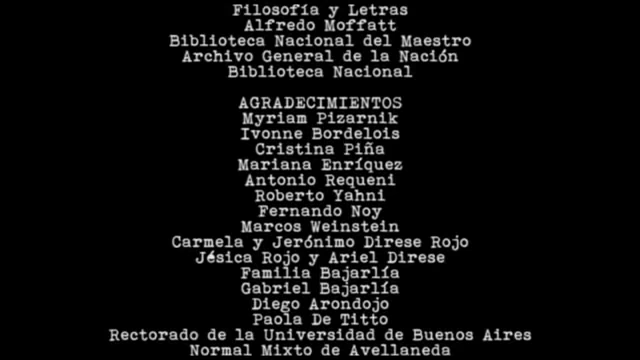 Filosofía y Letras
Alfredo Moffatt
Biblioteca Nacional del Maestro
Archivo General de la Nación
Biblioteca Nacional
AGRADECIMIENTOS
Myriam Pizarnik
Ivonne Bordelois
Cristina Piña
Mariana Enríquez
Antonio Requeni
Roberto Yahni
Fernando Noy
Marcos Weinstein
Carmela y Jerónimo Direse Rojo
Jésica Rojo y Ariel Direse
Familia Bajarlía
Gabriel Bajarlía
Diego Arondojo
Paola De Titto
Rectorado de la Universidad de Buenos Aires
Normal Mixto de Avellaneda